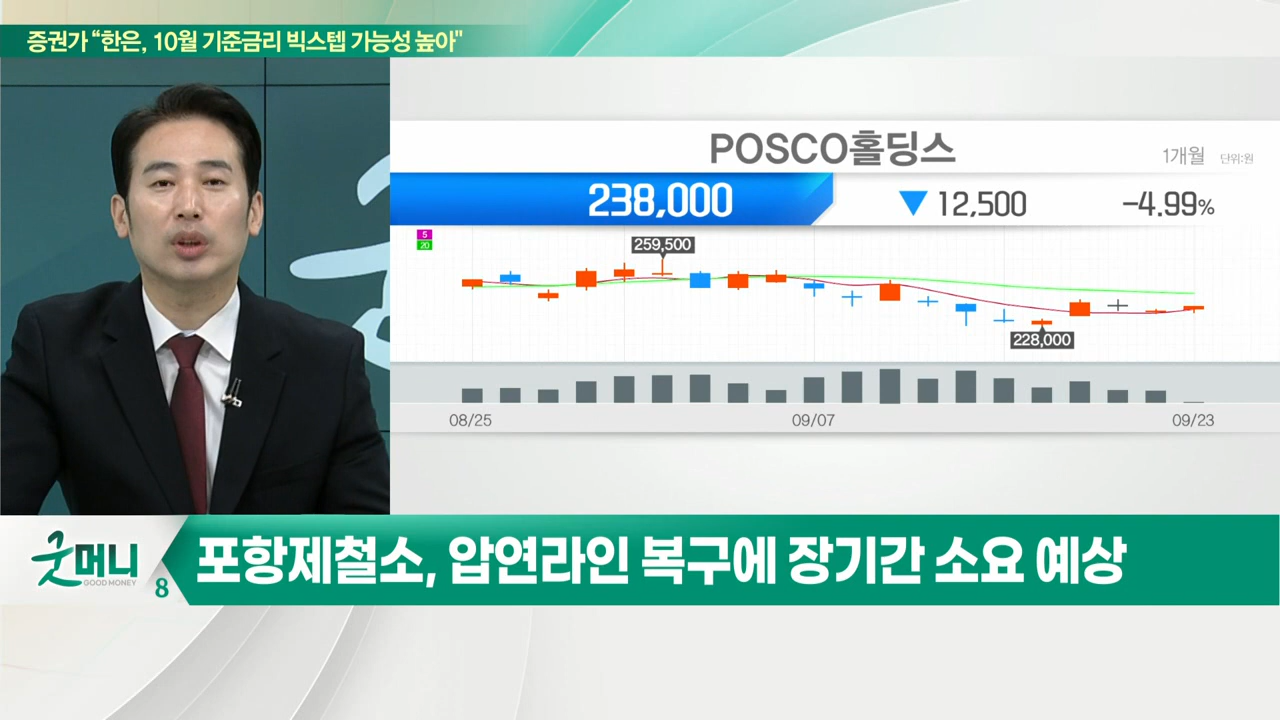 증권가 “한은, 10월 기준금리 빅스텝 가능성 높아"
POSCO홀딩스
1개월 단위:원
238,000 ▼ 12,500 -4.99%
5
20
259,500
228,000
08/25 09/07 09/23
굿머니
GOOD MONEY
8
포항제철소, 압연라인 복구에 장기간 소요 예상